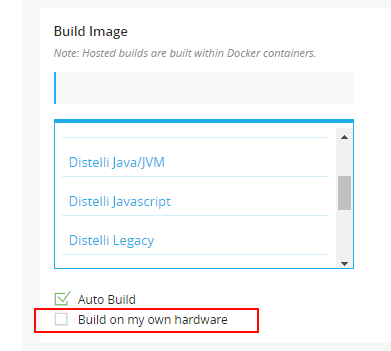 Build Image
Note: Hosted builds are built within Docker containers.
Distelli Java/JVM
Distelli Javascript
Distelli Legacy
Auto Build
Build on my own hardware